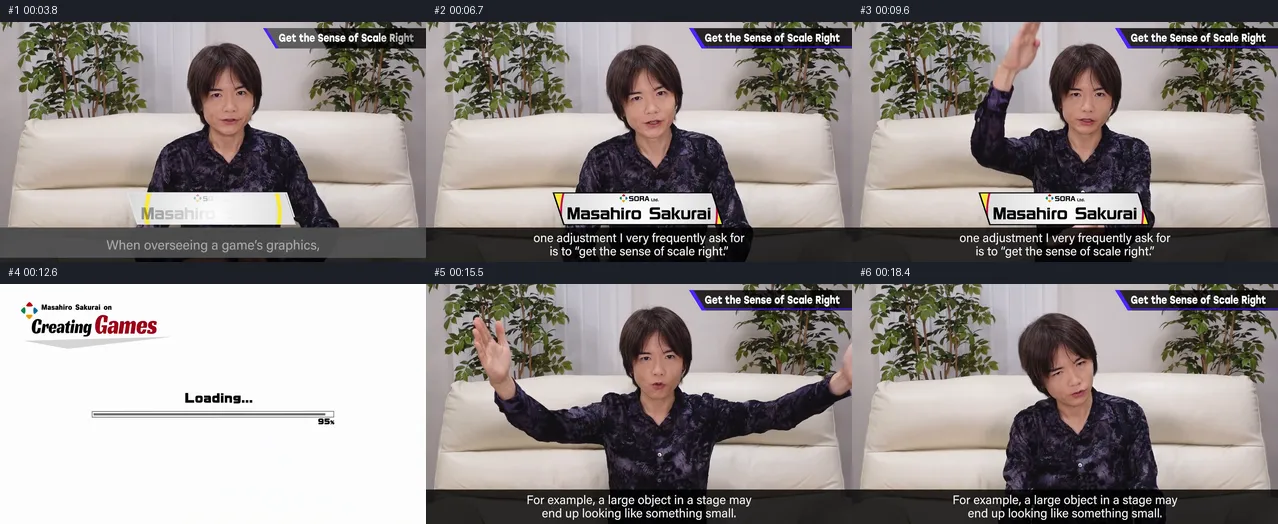 #1 00:03.8
Get the Sense of Scale Right
Masahiro
When overseeing a game's graphics,
#2 00:06.7
Get the Sense of Scale Right
SORA Ltd.
Masahiro Sakurai
one adjustment I very frequently ask for
is to “get the sense of scale right.”
#3 00:09.6
Get the Sense of Scale Right
SORA Ltd.
Masahiro Sakurai
one adjustment I very frequently ask for
is to “get the sense of scale right.”
#4 00:12.6
Masahiro Sakurai on
Creating Games
Loading...
95%
#5 00:15.5
Get the Sense of Scale Right
For example, a large object in a stage may
end up looking like something small.
#6 00:18.4
Get the Sense of Scale Right
For example, a large object in a stage may
end up looking like something small.